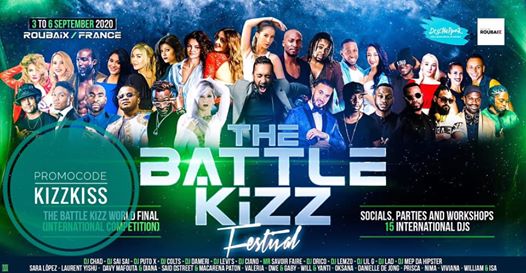 3 TO 6 SEPTEMBER 2020
ROUBAIX / FRANCE
ROUBAIX
THE
BATTLE
KIZZ
Festival
PROMOCODE
KIZZKISS
THE BATTLE KIZZ WORLD FINAL
(INTERNATIONAL COMPETITION)
SOCIALS, PARTIES AND WORKSHOPS
15 INTERNATIONAL DJS
DJ CHAD - DJ SAI SAI - DJ PUTO X - DJ COLTS - DJ DAMERI - DJ LEVI'S - DJ CIANO - MR SAVOIR FAIRE - DJ DRICO - DJ LEMZO - DJ LIL G - DJ LAD - DJ MEP DA HIPSTER
SARA LÓPEZ - LAURENT YISHU - DAVY MAFOUTA & DIANA - SAID DSTREET & MACARENA PATON - VALERIA - OWE & GABY - WILL & YANTI - OKSANA - DANIELLE DE JONG - PRISCA - NIAN - VIVIANA - WILLIAM & ISA